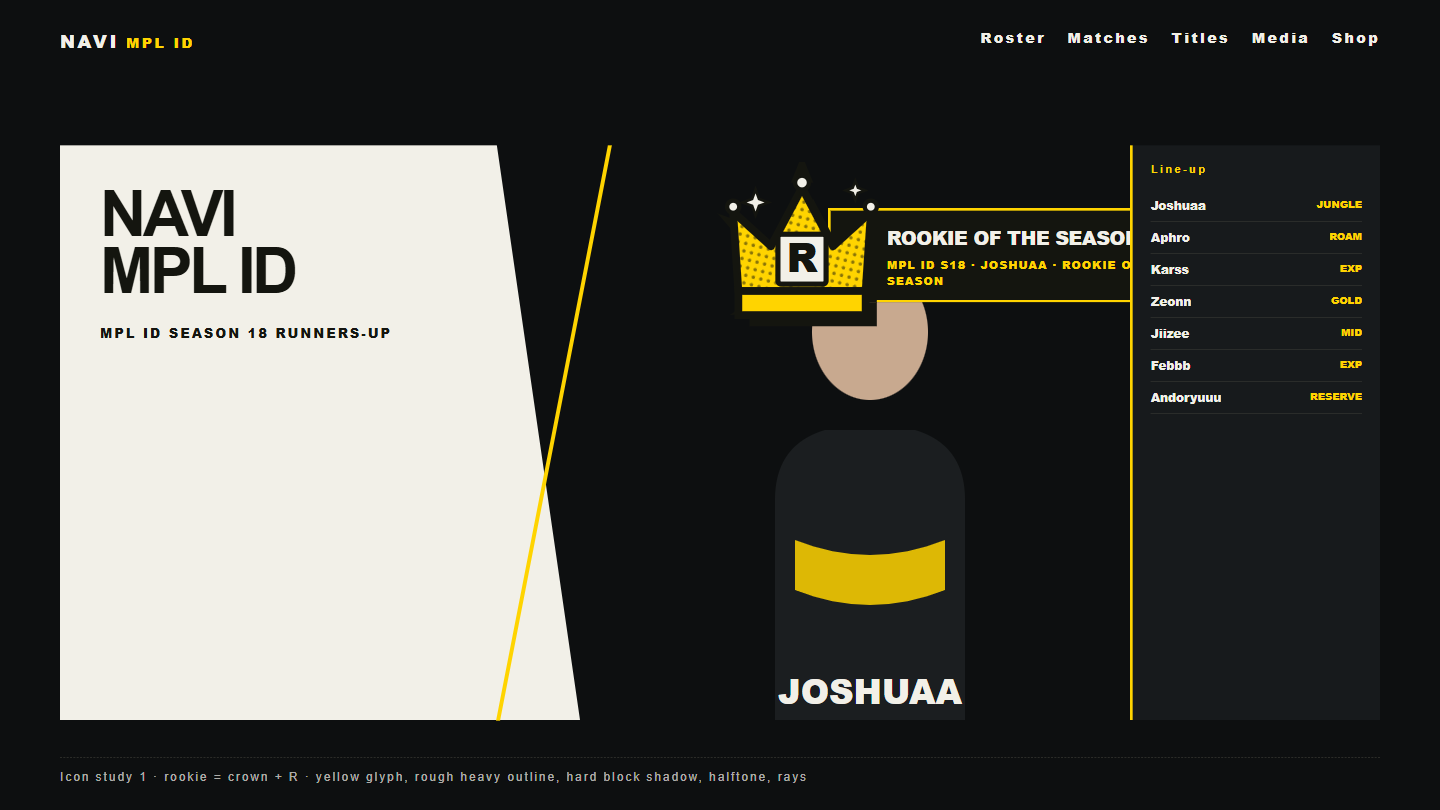 NAVI MPL ID
Roster Matches Titles Media Shop
NAVI
MPL ID
MPL ID SEASON 18 RUNNERS-UP
R
ROOKIE OF THE SEASO
MPL ID S18 · JOSHUAA · ROOKIE O
SEASON
JOSHUAA
Line-up
Joshuaa JUNGLE
Aphro ROAM
Karss EXP
Zeonn GOLD
Jiizee MID
Febbb EXP
Andoryuuu RESERVE
Icon study 1 · rookie = crown + R · yellow glyph, rough heavy outline, hard block shadow, halftone, rays